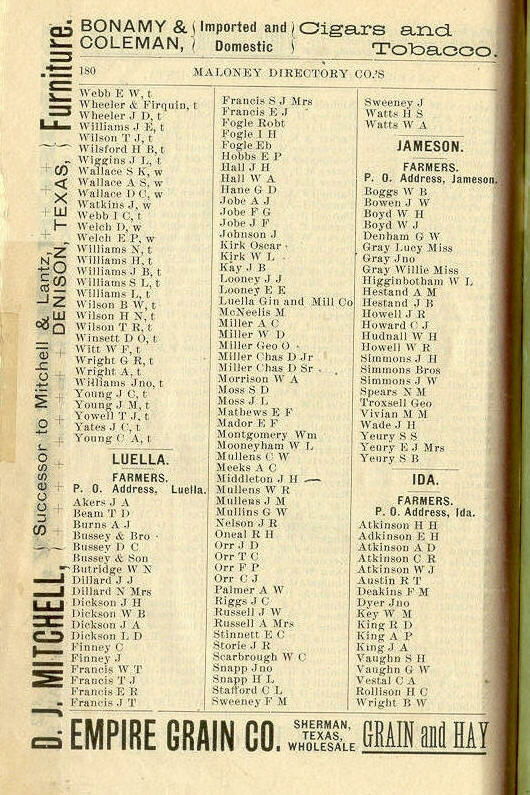 BONAMY & COLEMAN, Imported and Domestic Cigars and Tobacco.
180 MALONEY DIRECTORY CO.'S
D. J. MITCHELL, Successor to Mitchell & Lantz, DENISON, TEXAS, Furniture.
Webb E W, t
Wheeler & Firquin, t
Wheeler J D, t
Williams J E, t
Wilson T J, t
Wilsford H B, t
Wiggins J L, t
Wallace S K, w
Wallace A S, w
Wallace D C, w
Watkins J, w
Webb I C, t
Welch D, w
Welch E P, w
Williams N, t
Williams H, t
Williams J B, t
Williams S L, t
Williams L, t
Wilson B W, t
Wilson H N, t
Wilson T R, t
Winsett D O, t
Witt W F, t
Wright G R, t
Wright A, t
Williams Jno, t
Young J C, t
Young J M, t
Yowell T J, t
Yates J C, t
Young C A, t
LUELLA.
FARMERS.
P. O. Address, Luella.
Akers J A
Beam T D
Burns A J
Bussey & Bro
Bussey D C
Bussey & Son
Butridge W N
Dillard J J
Dillard N Mrs
Dickson J H
Dickson W B
Dickson J A
Dickson L D
Finney C
Finney J
Francis W T
Francis T J
Francis E R
Francis J T
Francis S J Mrs
Francis E J
Fogle Robt
Fogle I H
Fogle Eb
Hobbs E P
Hall J H
Hall W A
Hane G D
Jobe A J
Jobe F G
Jobe J F
Johnson J
Kirk Oscar
Kirk W L
Kay J B
Looney J J
Looney E E
Luella Gin and Mill Co
McNeelis M
Miller A C
Miller W D
Miller Geo O
Miller Chas D Jr
Miller Chas D Sr
Morrison W A
Moss S D
Moss J L
Mathews E F
Mador E F
Montgomery Wm
Mooneyham W L
Mullens C W
Meeks A C
Middleton J H
Mullens W R
Mullens J M
Mullins G W
Nelson J R
Oneal R H
Orr J D
Orr T C
Orr F P
Orr C J
Palmer A W
Riggs J C
Russell J W
Russell A Mrs
Stinnett E C
Storie J R
Scarbrough W C
Snapp Jno
Snapp H L
Stafford C L
Sweeney F M
Sweeney J
Watts H S
Watts W A
JAMESON.
FARMERS.
P. O. Address, Jameson.
Boggs W B
Bowen J W
Boyd W H
Boyd W J
Denham G W
Gray Lucy Miss
Gray Jno
Gray Willie Miss
Higginbotham W L
Hestand A M
Hestand J B
Howell J R
Howard C J
Hudnall W H
Howell W R
Simmons J H
Simmons Bros
Simmons J W
Spears N M
Troxsell Geo
Vivian M M
Wade J H
Yeury S S
Yeury E J Mrs
Yeury S B
IDA.
FARMERS.
P. O. Address, Ida.
Atkinson H H
Adkinson E H
Atkinson A D
Atkinson C R
Atkinson W J
Austin R T
Deakins F M
Dyer Jno
Key W M
King R D
King A P
King J A
Vaughn S H
Vaughn G W
Vestal C A
Rollison H C
Wright B W
EMPIRE GRAIN CO. SHERMAN, TEXAS, WHOLESALE GRAIN and HAY